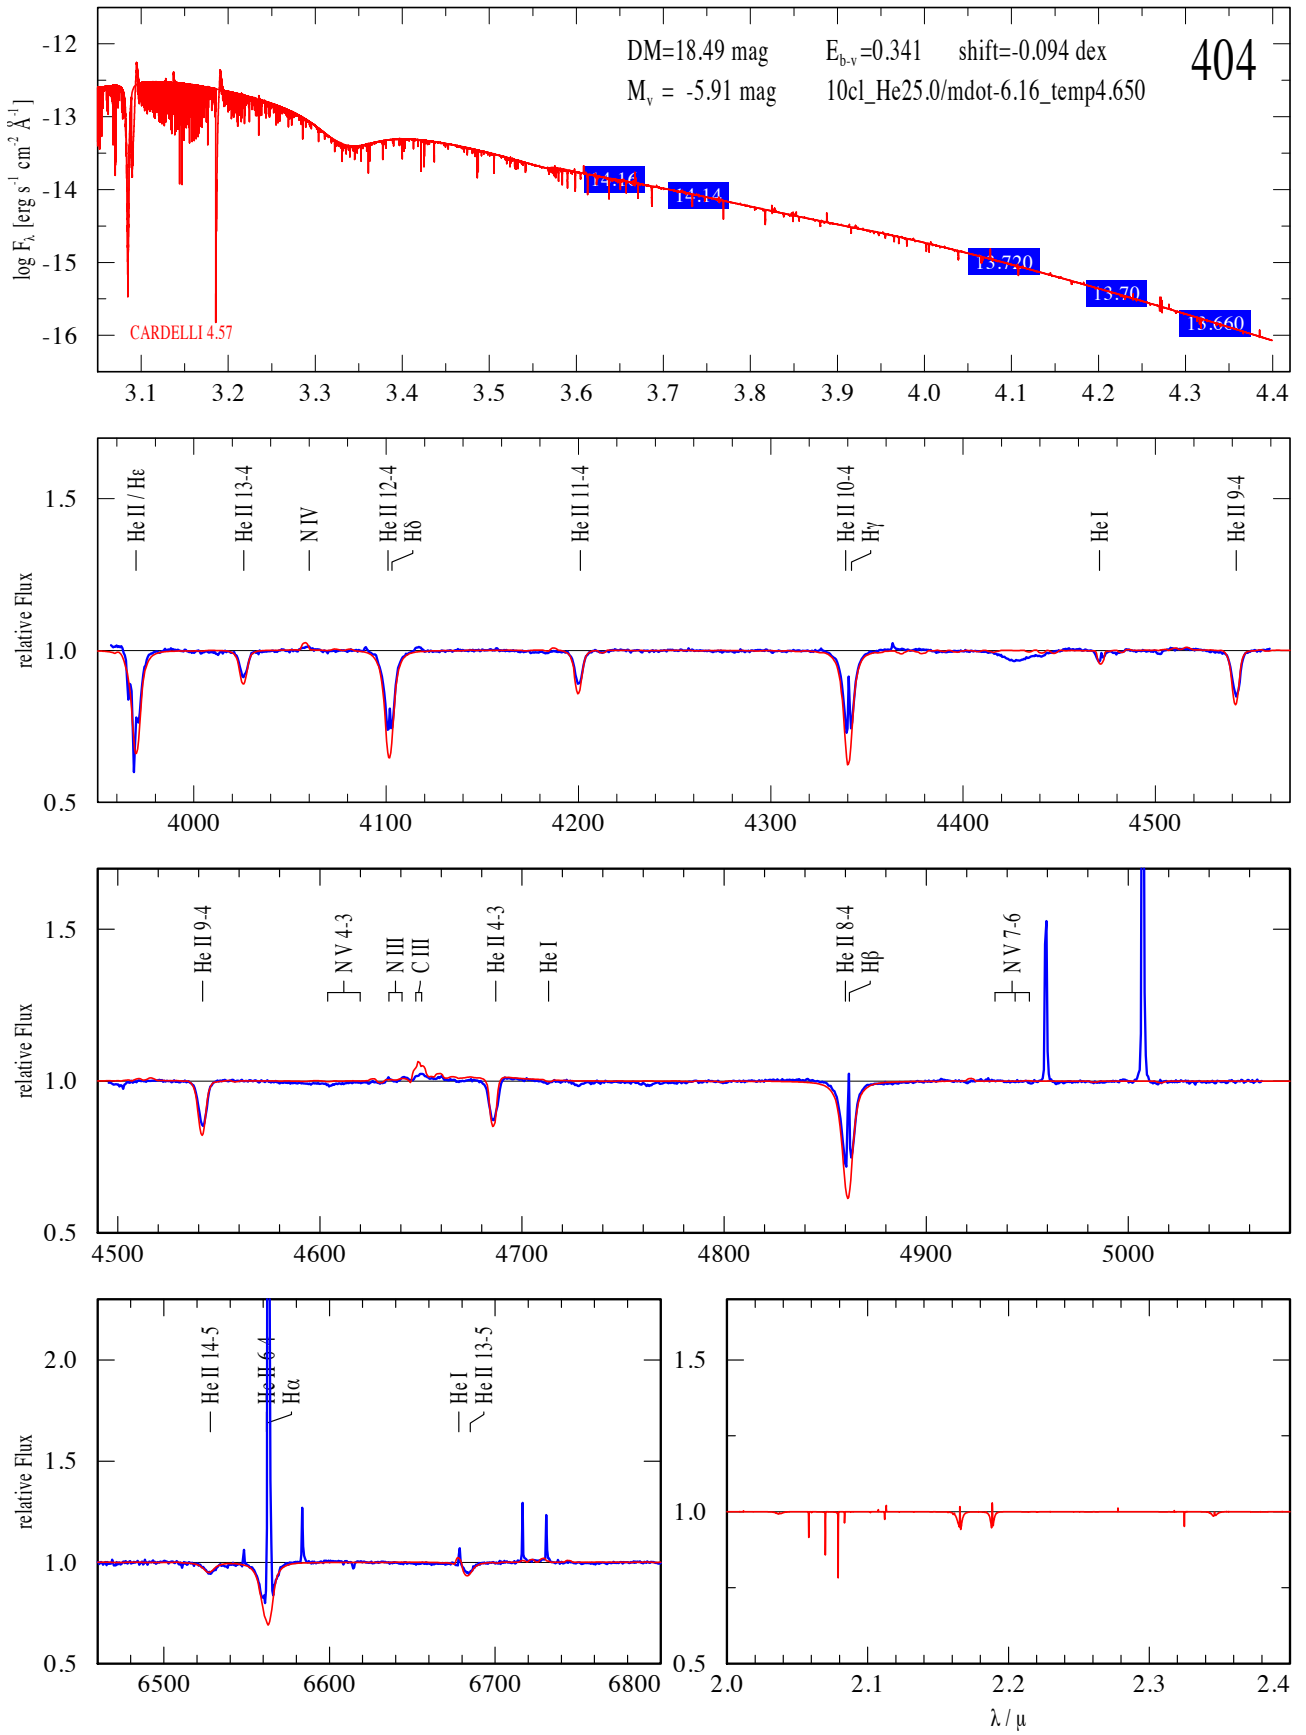 DM=18.49 mag E_b-v=0.341 shift=-0.094 dex 404
M_v = -5.91 mag 10cl_He25.0/mdot-6.16_temp4.650
log F_λ [erg s⁻¹ cm⁻² Å⁻¹]
-12
-13
-14
-15
-16
14.16
14.14
13.720
13.70
13.660
CARDELLI 4.57
3.1 3.2 3.3 3.4 3.5 3.6 3.7 3.8 3.9 4.0 4.1 4.2 4.3 4.4
relative Flux
1.5
1.0
0.5
He II / Hε
He II 13-4
N IV
He II 12-4
Hδ
He II 11-4
He II 10-4
Hγ
He I
He II 9-4
4000 4100 4200 4300 4400 4500
relative Flux
1.5
1.0
0.5
He II 9-4
N V 4-3
N III
C III
He II 4-3
He I
He II 8-4
Hβ
N V 7-6
4500 4600 4700 4800 4900 5000
relative Flux
2.0
1.5
1.0
0.5
He II 14-5
He II 6-4
Hα
He I
He II 13-5
6500 6600 6700 6800
1.5
1.0
0.5
2.0 2.1 2.2 2.3 2.4
λ / μ